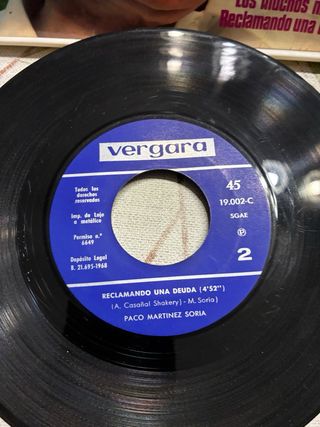 Los muchos
Reclamando una
vergara
Todos los
derechos
reservados
Imp. de Lujo
a metálico
Permiso n.º
6649
Depósito Legal
B. 21.695-1968
45
19.002-C
SGAE
P
2
RECLAMANDO UNA DEUDA (4'52")
(A. Casañal Shakery) - M. Soria)
PACO MARTINEZ SORIA